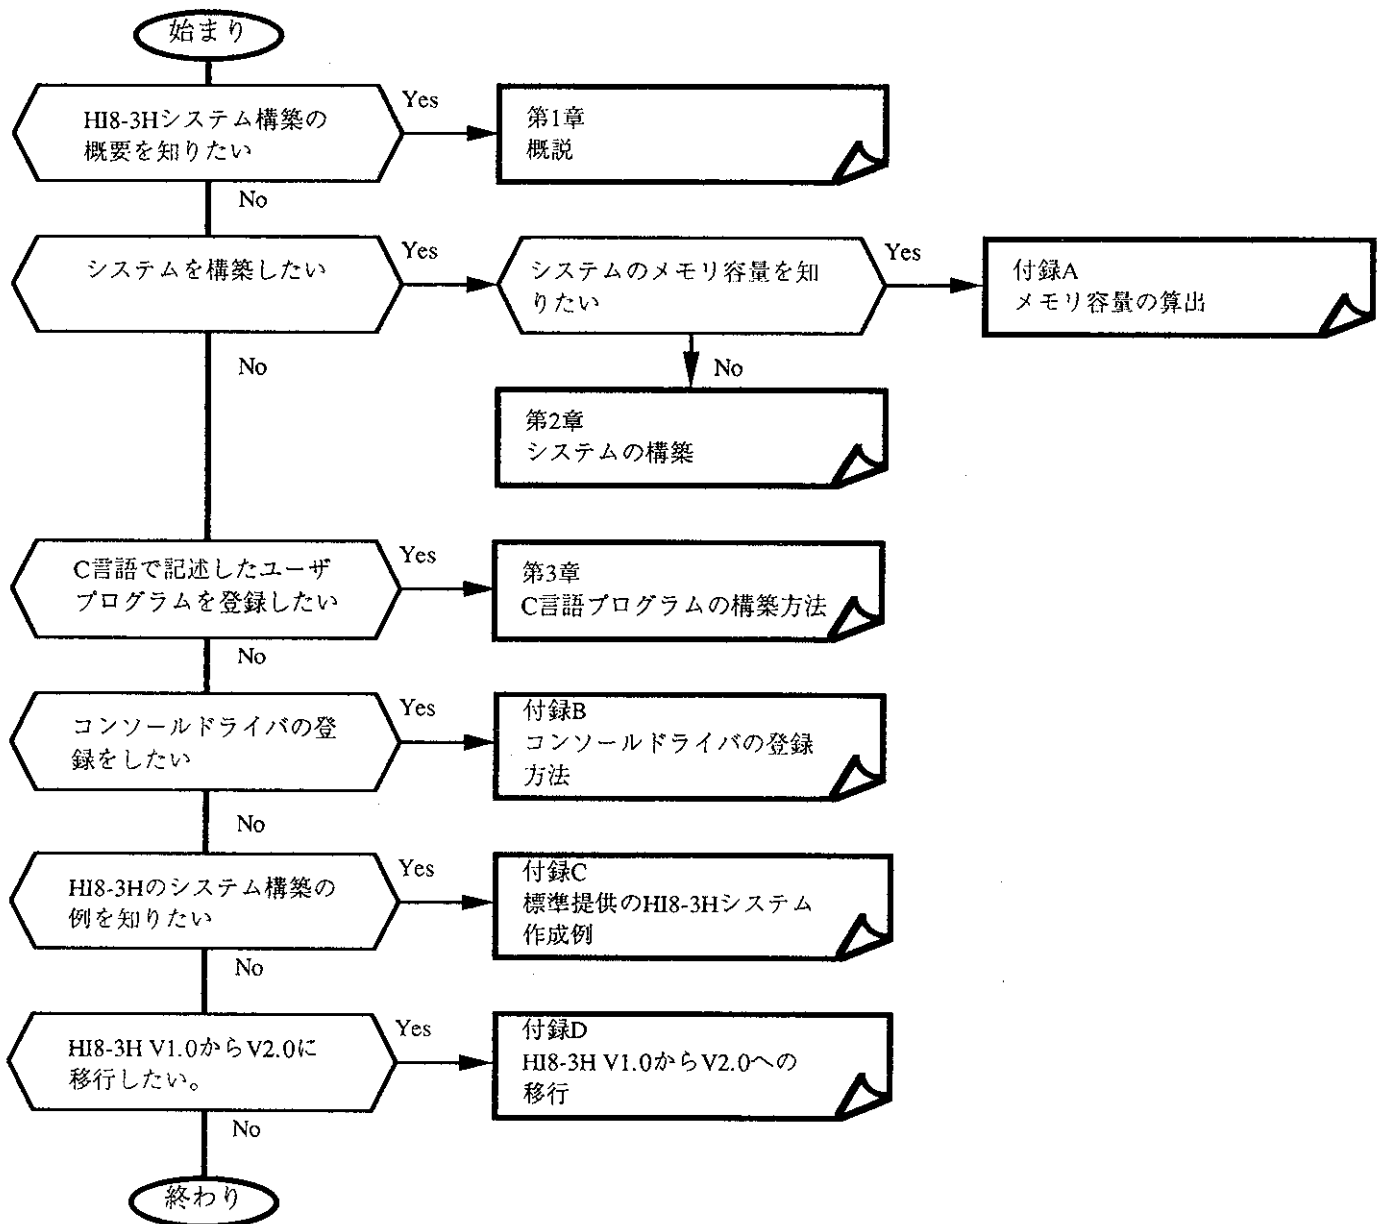 始まり
HI8-3Hシステム構築の
概要を知りたい
Yes
第1章
概説
No
システムを構築したい
Yes
システムのメモリ容量を知
りたい
Yes
付録A
メモリ容量の算出
No
No
第2章
システムの構築
C言語で記述したユーザ
プログラムを登録したい
Yes
第3章
C言語プログラムの構築方法
No
コンソールドライバの登
録をしたい
Yes
付録B
コンソールドライバの登録
方法
No
HI8-3Hのシステム構築の
例を知りたい
Yes
付録C
標準提供のHI8-3Hシステム
作成例
No
HI8-3H V1.0からV2.0に
移行したい。
Yes
付録D
HI8-3H V1.0からV2.0への
移行
No
終わり